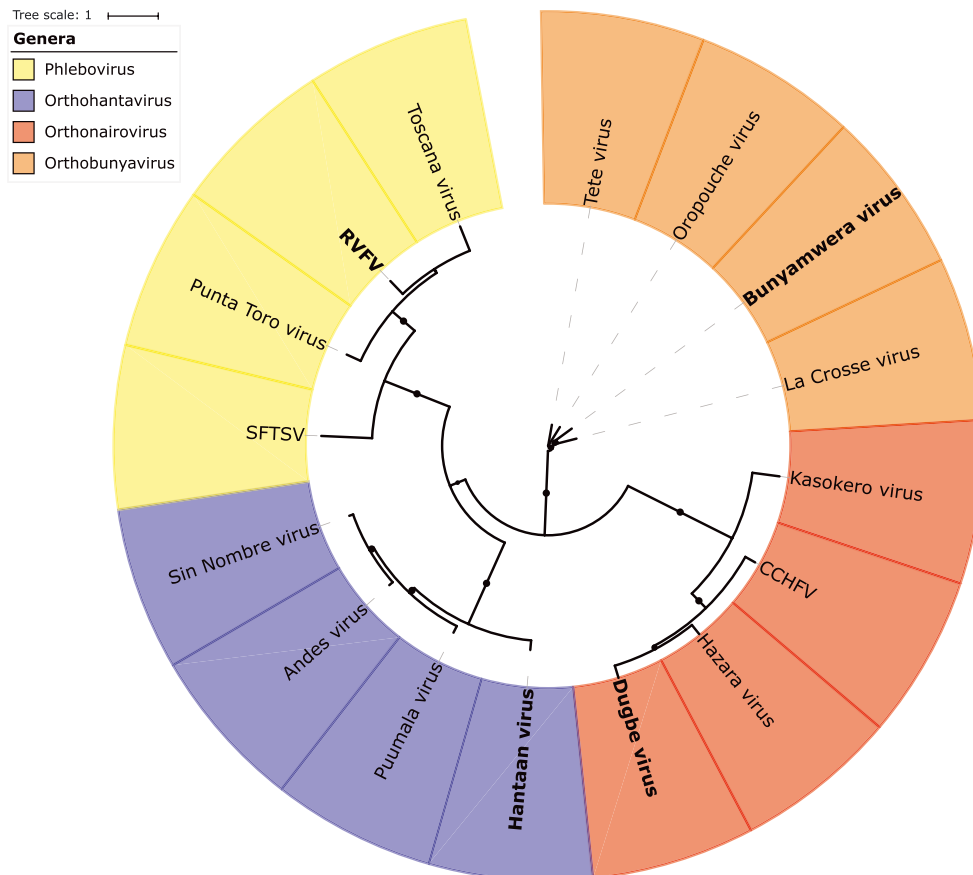 Tree scale: 1
Genera
Phlebovirus
Orthohantavirus
Orthonairovirus
Orthobunyavirus
Tete virus
Oropouche virus
Bunyamwera virus
La Crosse virus
Kasokero virus
CCHFV
Hazara virus
Dugbe virus
Hantaan virus
Puumala virus
Andes virus
Sin Nombre virus
SFTSV
Punta Toro virus
RVFV
Toscana virus